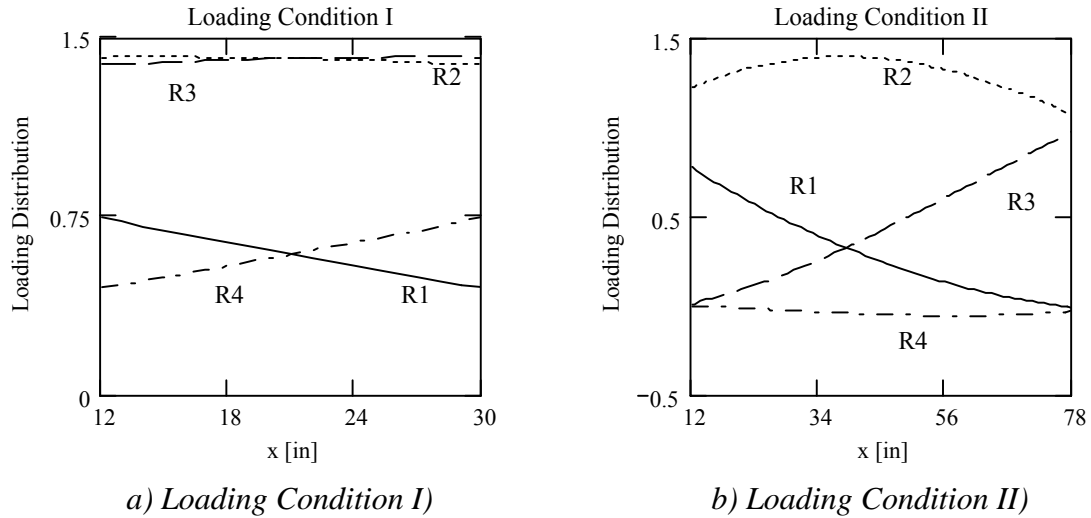 Loading Condition I
1.5
R3
R2
Loading Distribution
0.75
R4
R1
0
12
18
24
30
x [in]
a) Loading Condition I)
Loading Condition II
1.5
R2
R1
R3
Loading Distribution
0.5
R4
−0.5
12
34
56
78
x [in]
b) Loading Condition II)